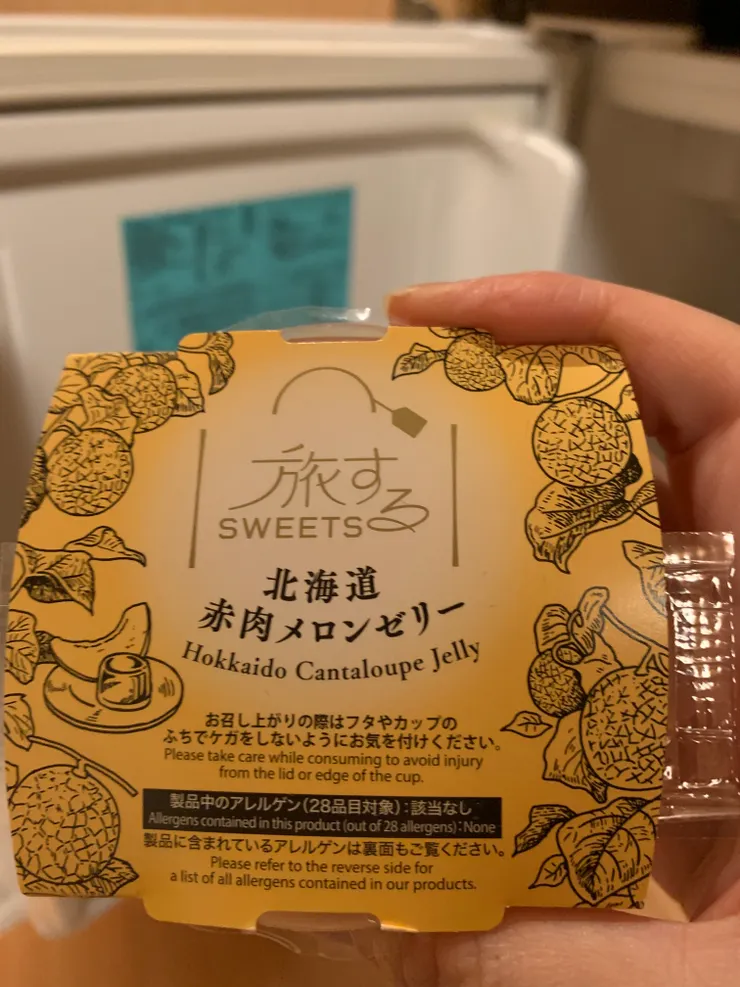 旅する
SWEETS
北海道
赤肉メロンゼリー
Hokkaido Cantaloupe Jelly
お召し上がりの際はフタやカップの
ふちでケガをしないようにお気を付けください。
Please take care while consuming to avoid injury
from the lid or edge of the cup.
製品中のアレルゲン(28品目対象):該当なし
Allergens contained in this product (out of 28 allergens):None
製品に含まれているアレルゲンは裏面もご覧ください。
Please refer to the reverse side for
a list of all allergens contained in our products.